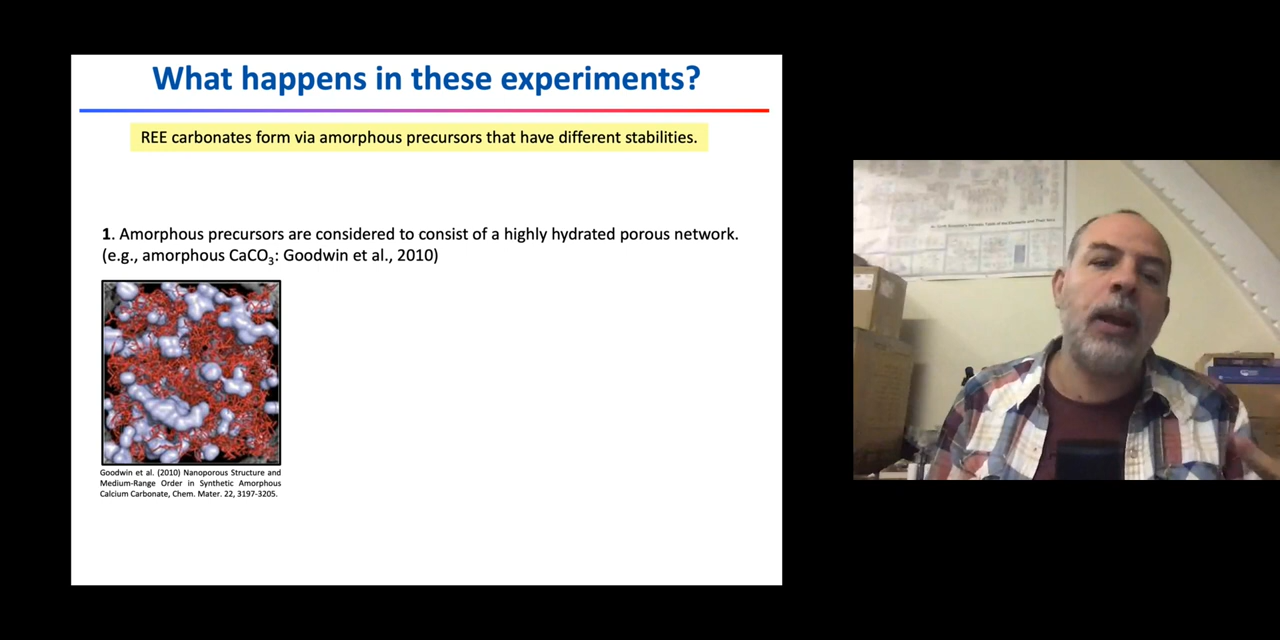 What happens in these experiments?
REE carbonates form via amorphous precursors that have different stabilities.
1. Amorphous precursors are considered to consist of a highly hydrated porous network.
(e.g., amorphous CaCO₃: Goodwin et al., 2010)
Goodwin et al. (2010) Nanoporous Structure and
Medium-Range Order in Synthetic Amorphous
Calcium Carbonate, Chem. Mater. 22, 3197-3205.